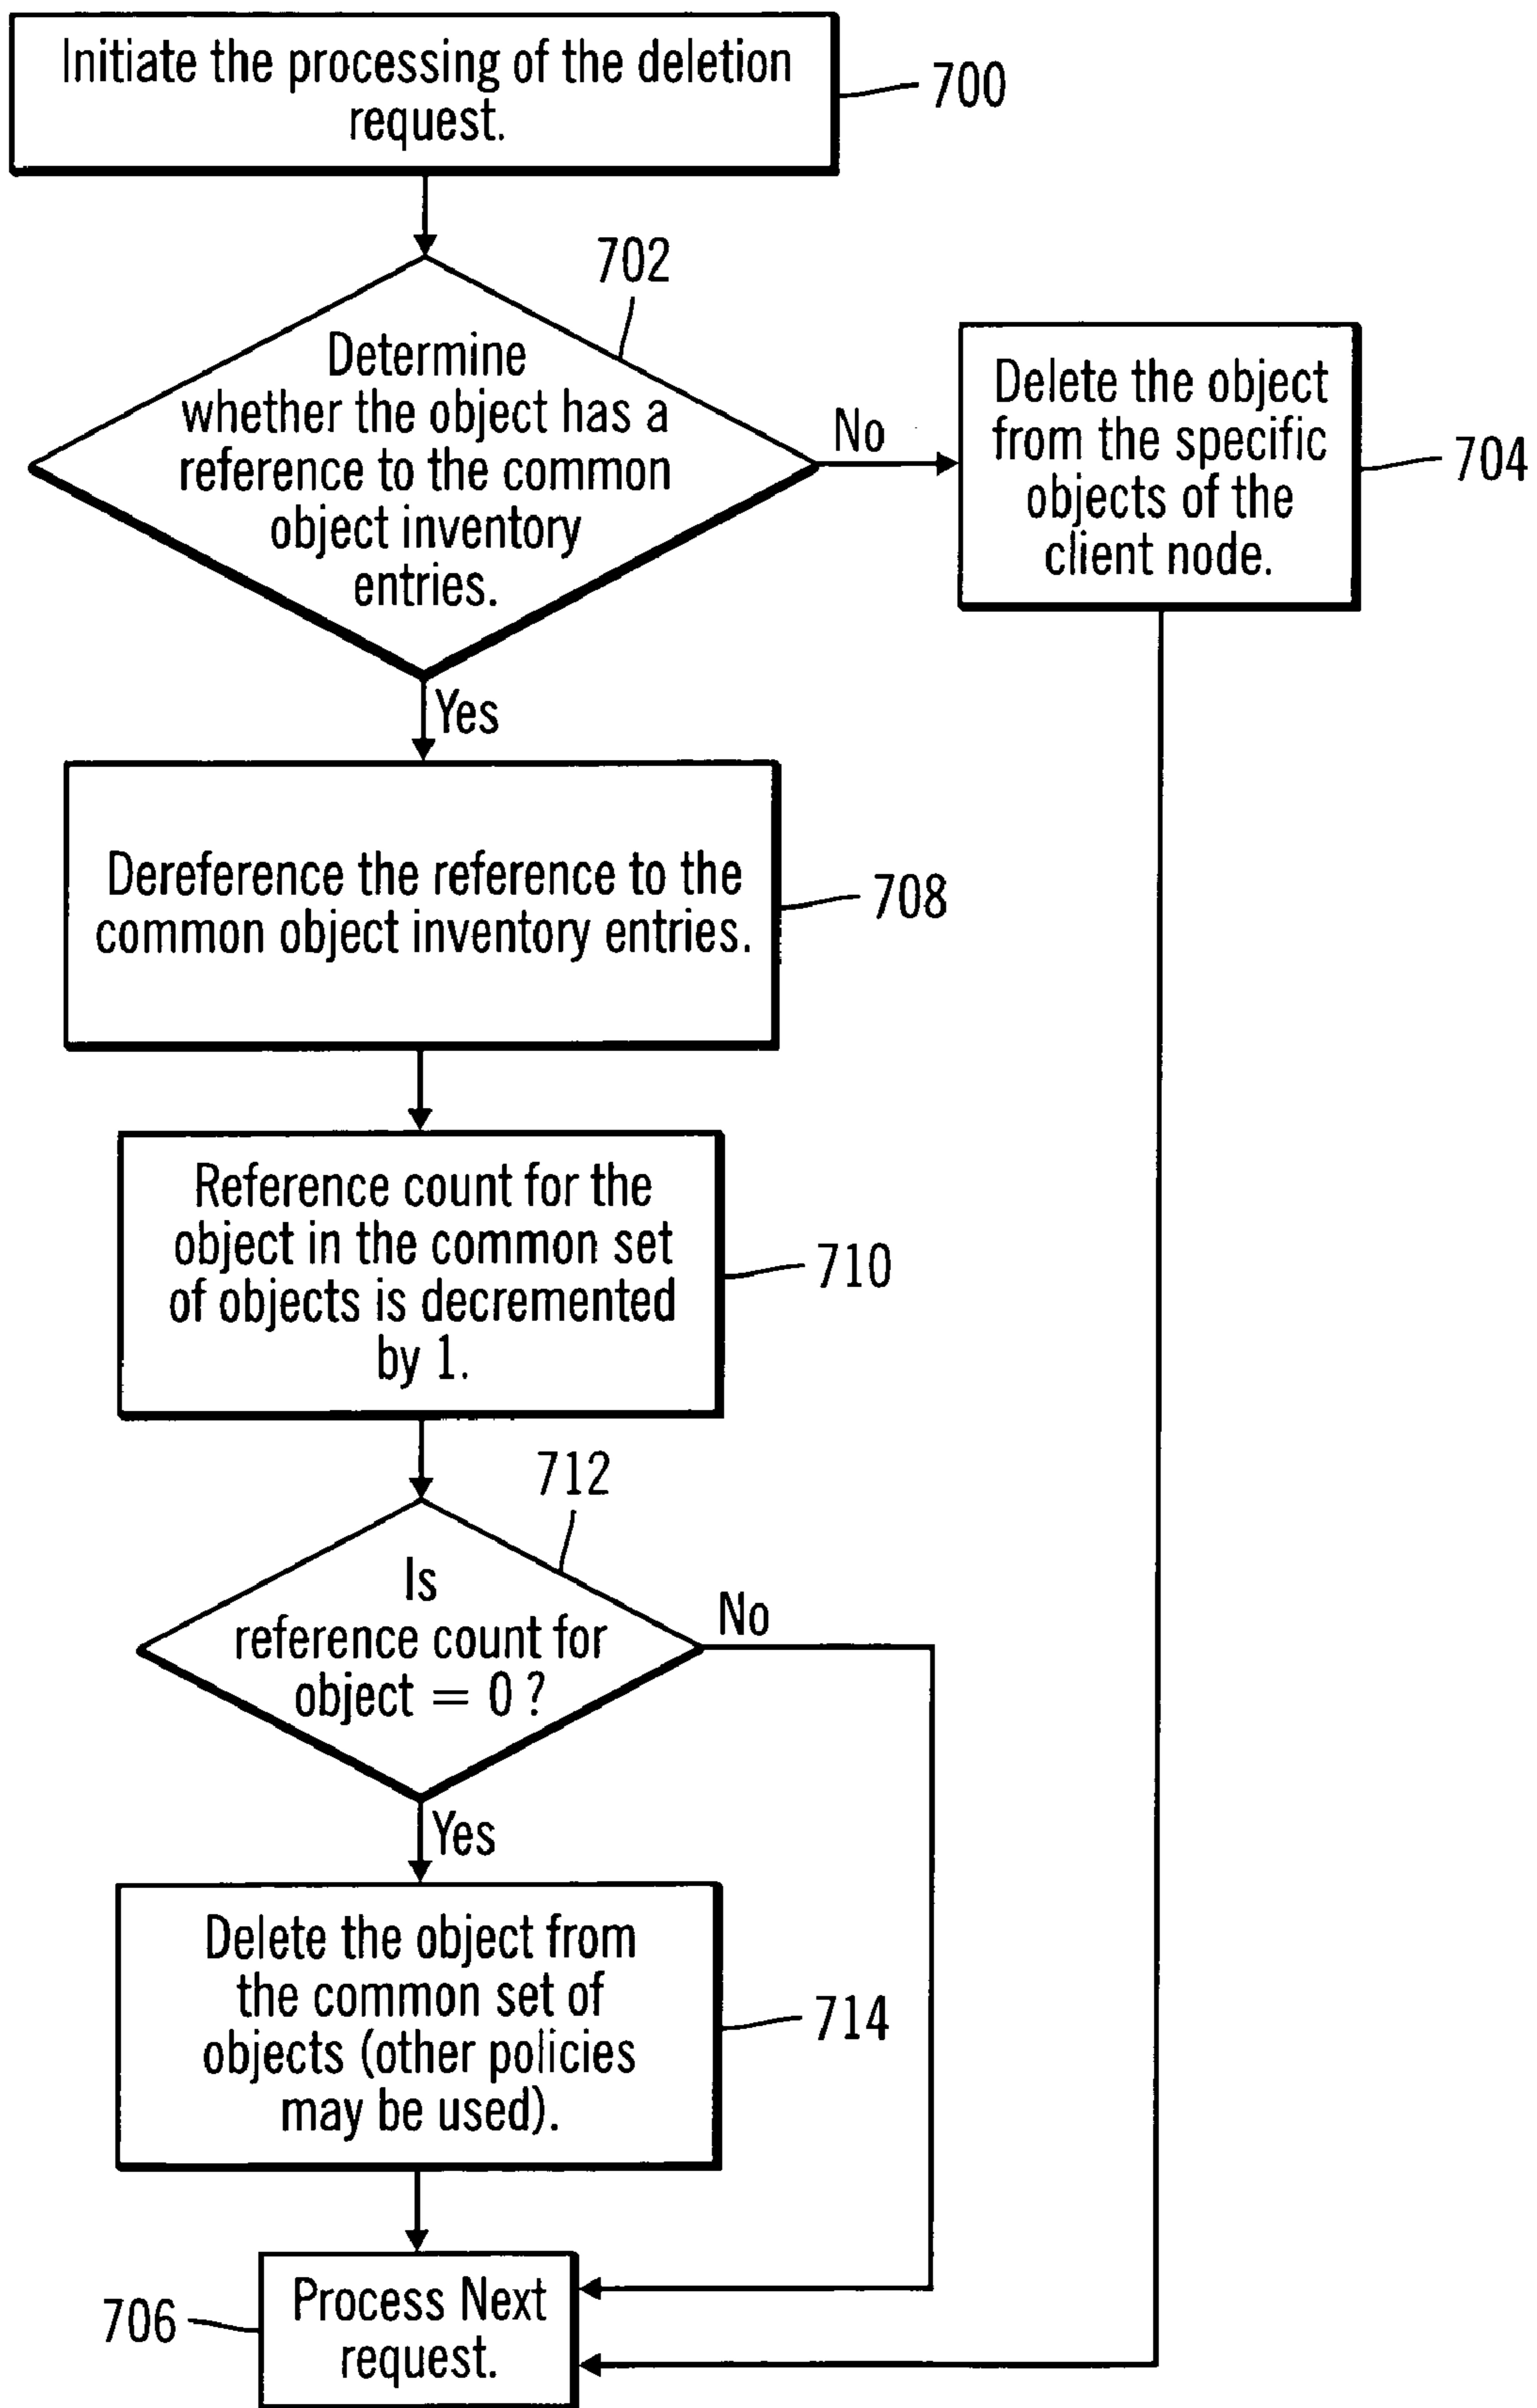 Initiate the processing of the deletion
request.
700
702
Determine
whether the object has a
reference to the common
object inventory
entries.
No
Delete the object
from the specific
objects of the
client node.
704
Yes
Dereference the reference to the
common object inventory entries.
708
Reference count for the
object in the common set
of objects is decremented
by 1.
710
712
Is
reference count for
object = 0 ?
No
Yes
Delete the object from
the common set of
objects (other policies
may be used).
714
Process Next
request.
706